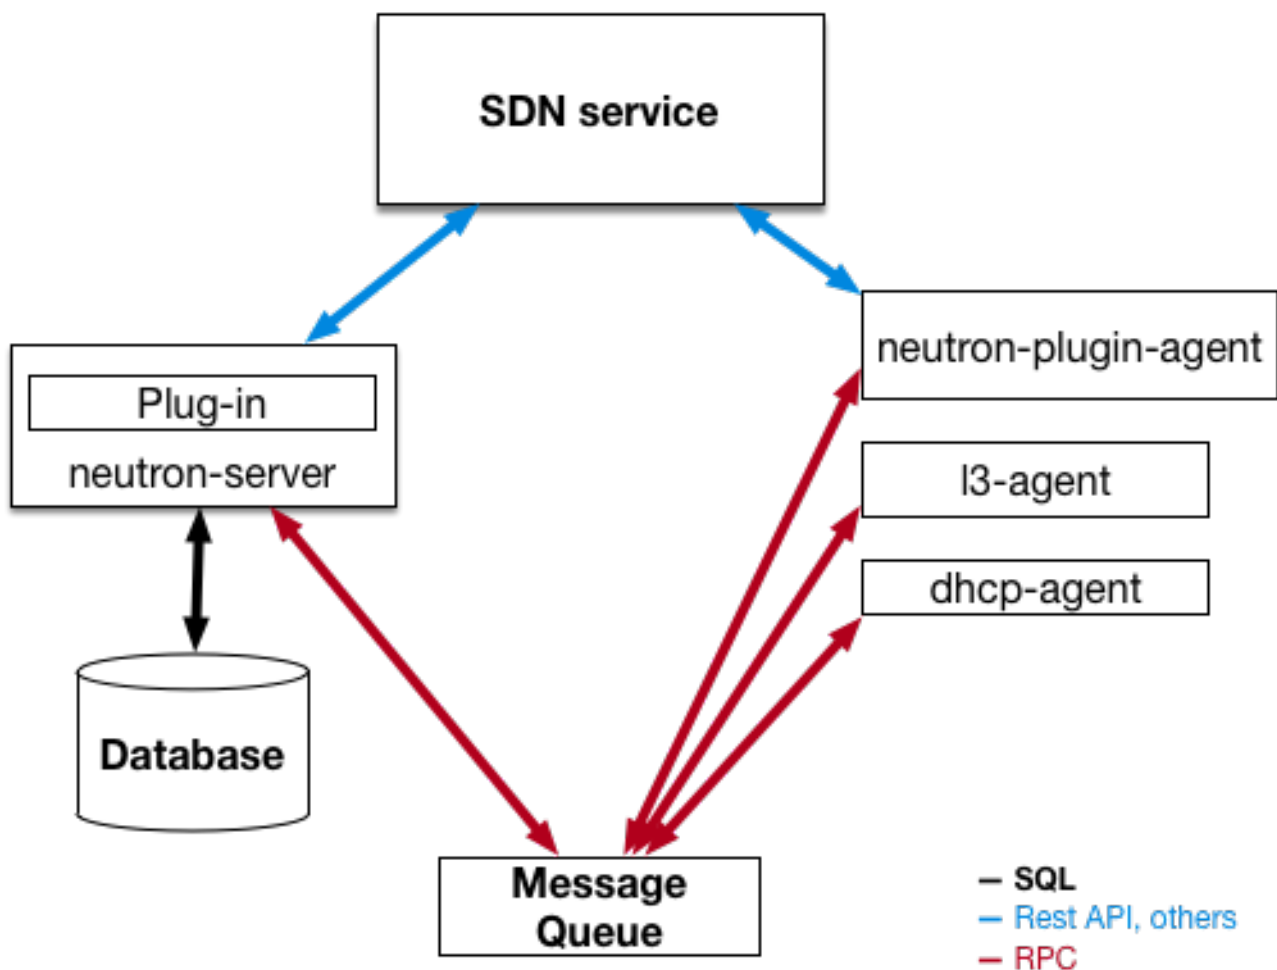 SDN service
neutron-plugin-agent
Plug-in
neutron-server
l3-agent
dhcp-agent
Database
Message
Queue
SQL
Rest API, others
RPC